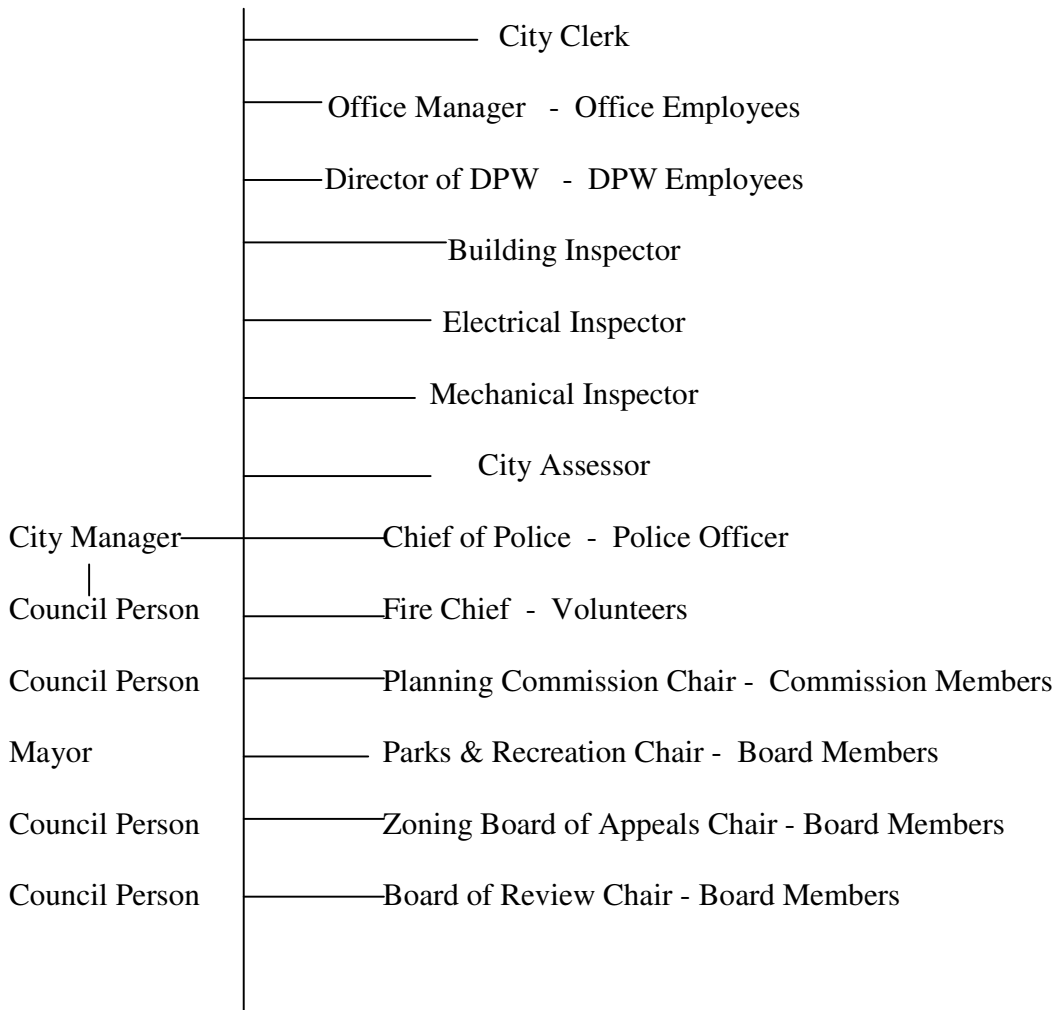 City Clerk
Office Manager - Office Employees
Director of DPW - DPW Employees
Building Inspector
Electrical Inspector
Mechanical Inspector
City Assessor
City Manager Chief of Police - Police Officer
Council Person Fire Chief - Volunteers
Council Person Planning Commission Chair - Commission Members
Mayor Parks & Recreation Chair - Board Members
Council Person Zoning Board of Appeals Chair - Board Members
Council Person Board of Review Chair - Board Members